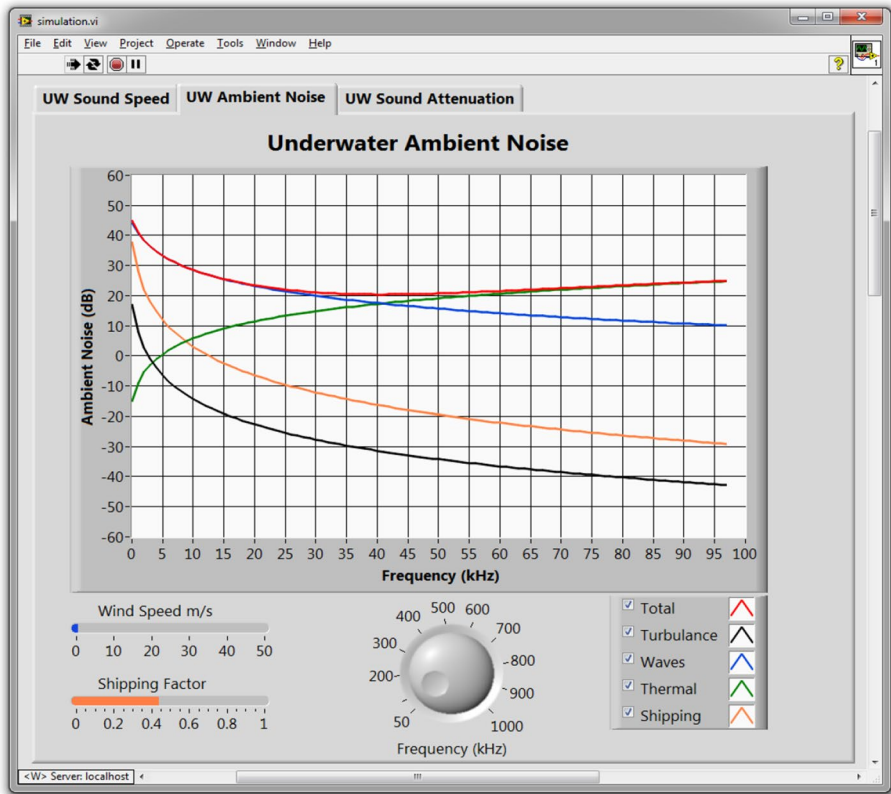 simulation.vi
File Edit View Project Operate Tools Window Help
1
UW Sound Speed UW Ambient Noise UW Sound Attenuation
Underwater Ambient Noise
60
50
40
30
20
10
0
-10
-20
-30
-40
-50
-60
Ambient Noise (dB)
0 5 10 15 20 25 30 35 40 45 50 55 60 65 70 75 80 85 90 95 100
Frequency (kHz)
Wind Speed m/s
0 10 20 30 40 50
Shipping Factor
0 0.2 0.4 0.6 0.8 1
50 200 300 400 500 600 700 800 900 1000
Frequency (kHz)
Total
Turbulance
Waves
Thermal
Shipping
<W> Server: localhost